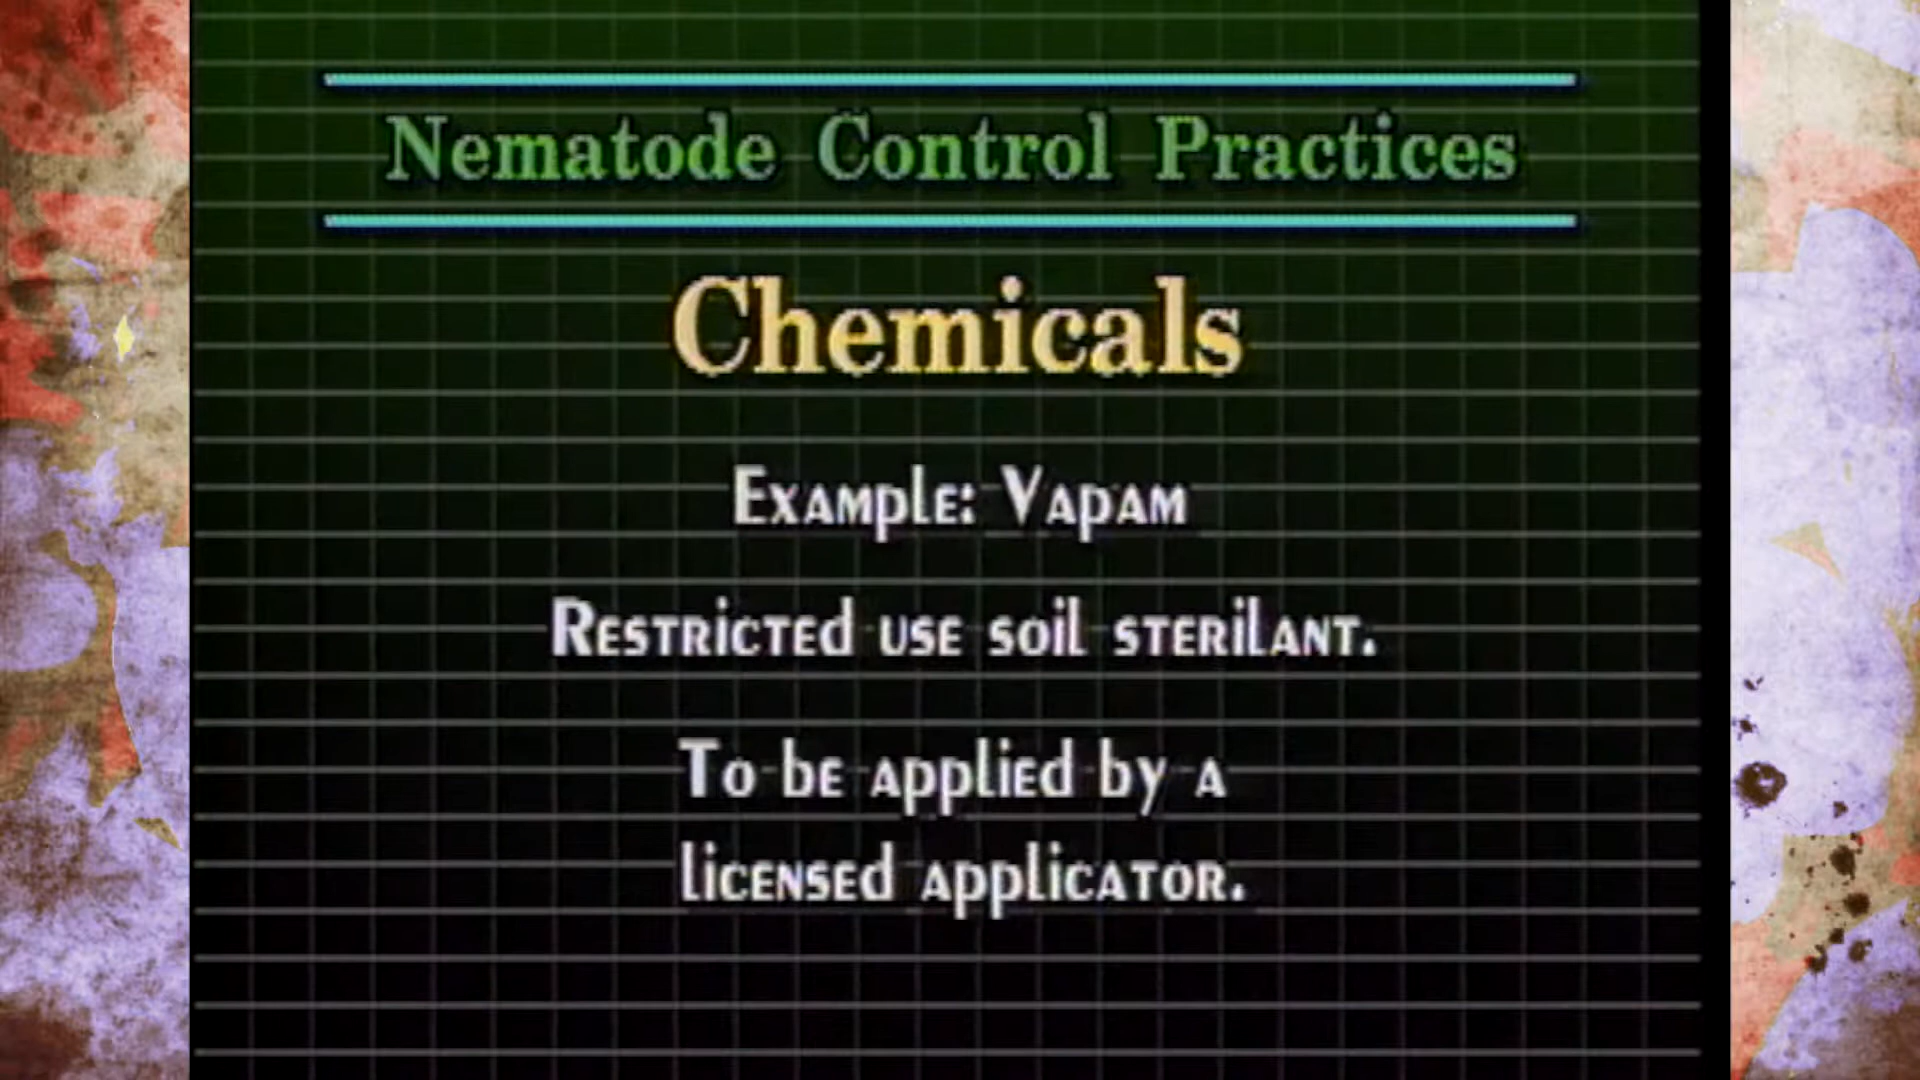 Nematode Control Practices
Chemicals
Example: Vapam
Restricted use soil sterilant.
To be applied by a
licensed applicator.